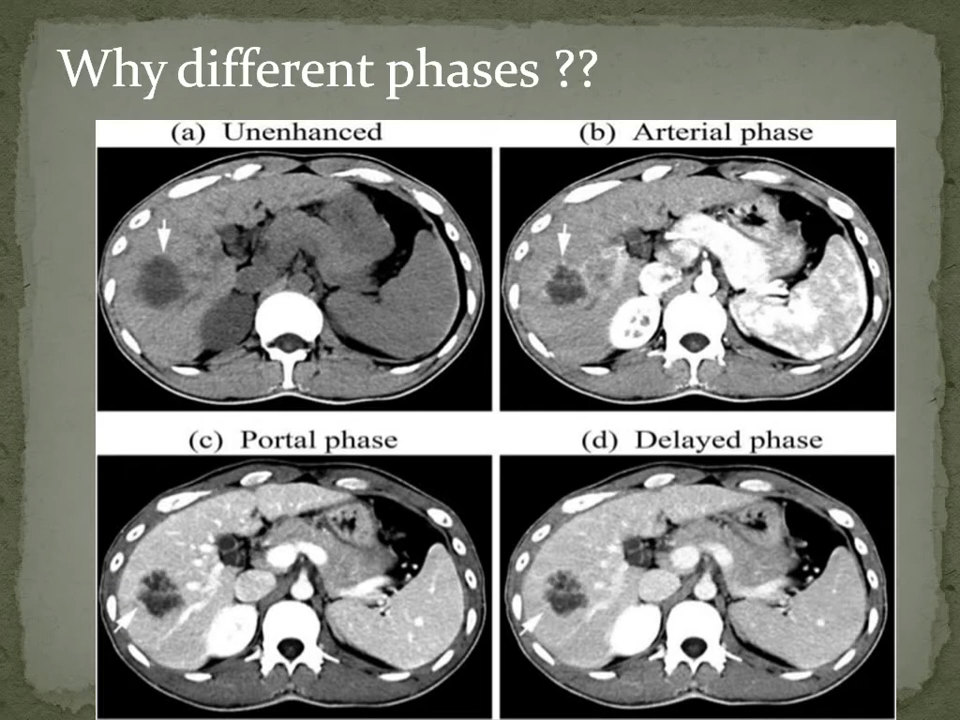 Why different phases ??
(a) Unenhanced
(b) Arterial phase
(c) Portal phase
(d) Delayed phase